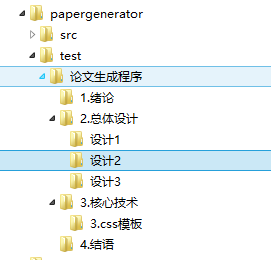 papergenerator
src
test
论文生成程序
1.绪论
2.总体设计
设计1
设计2
设计3
3.核心技术
3.css模板
4.结语